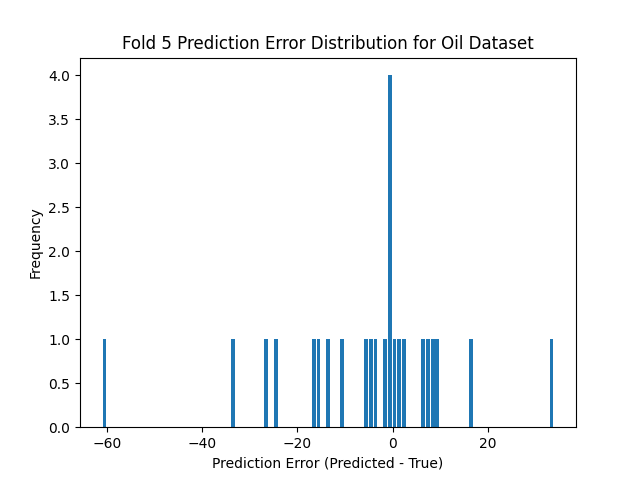 Fold 5 Prediction Error Distribution for Oil Dataset
4.0
3.5
3.0
2.5
2.0
1.5
1.0
0.5
0.0
Frequency
−60 −40 −20 0 20
Prediction Error (Predicted - True)